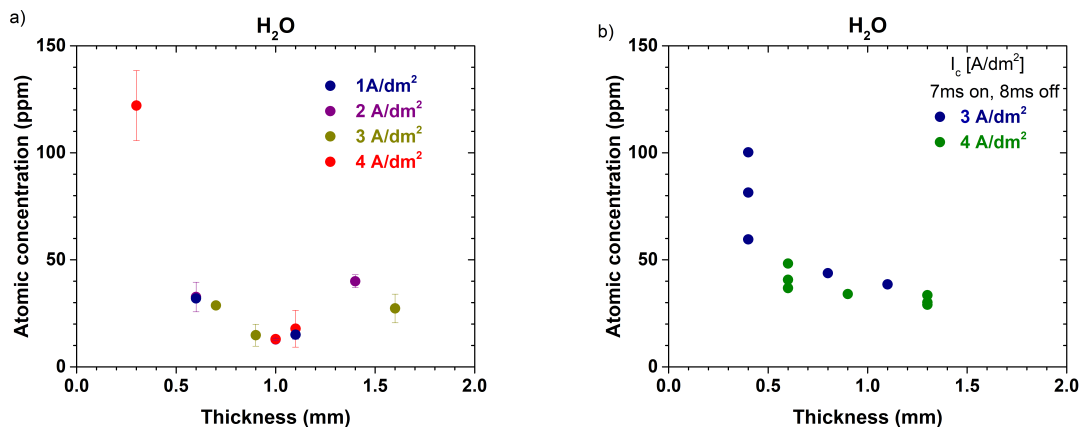 a)
H₂O
150
100
50
0
Atomic concentration (ppm)
1A/dm²
2 A/dm²
3 A/dm²
4 A/dm²
0.0 0.5 1.0 1.5 2.0
Thickness (mm)
b)
H₂O
150
100
50
0
Atomic concentration (ppm)
I_c [A/dm²]
7ms on, 8ms off
3 A/dm²
4 A/dm²
0.0 0.5 1.0 1.5 2.0
Thickness (mm)